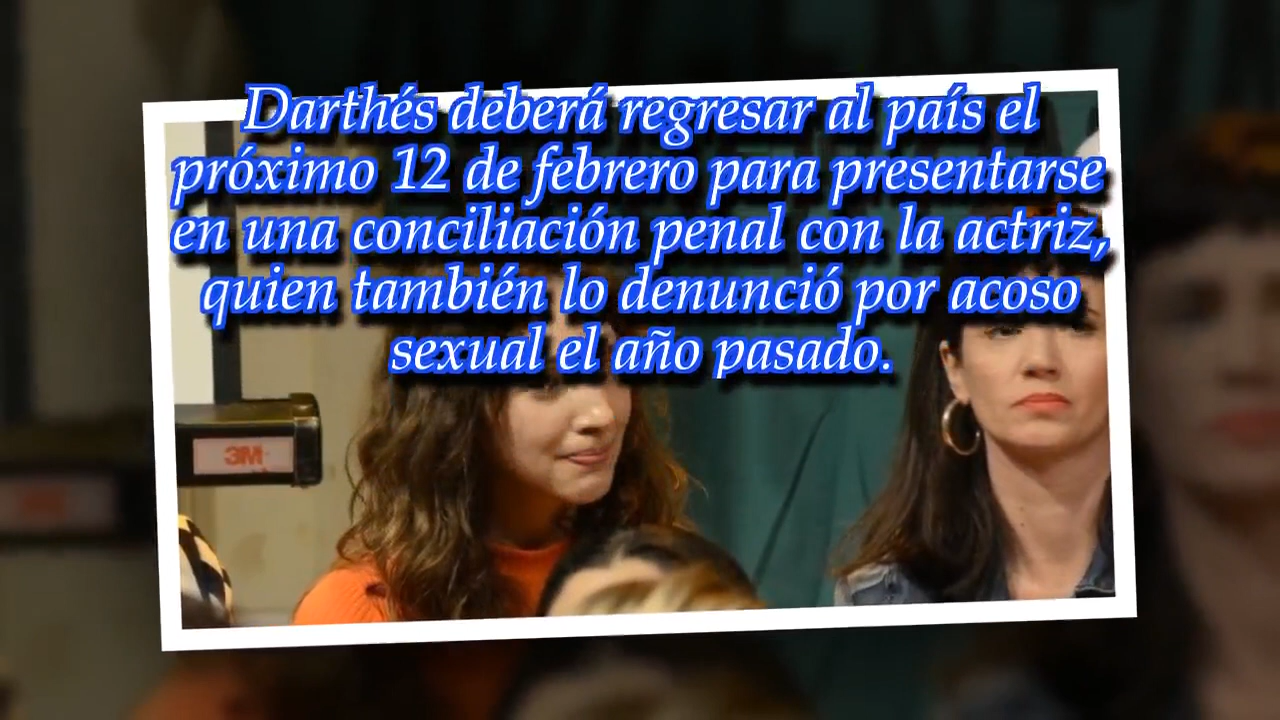 Darthés deberá regresar al país el
próximo 12 de febrero para presentarse
en una conciliación penal con la actriz,
quien también lo denunció por acoso
sexual el año pasado.
3M